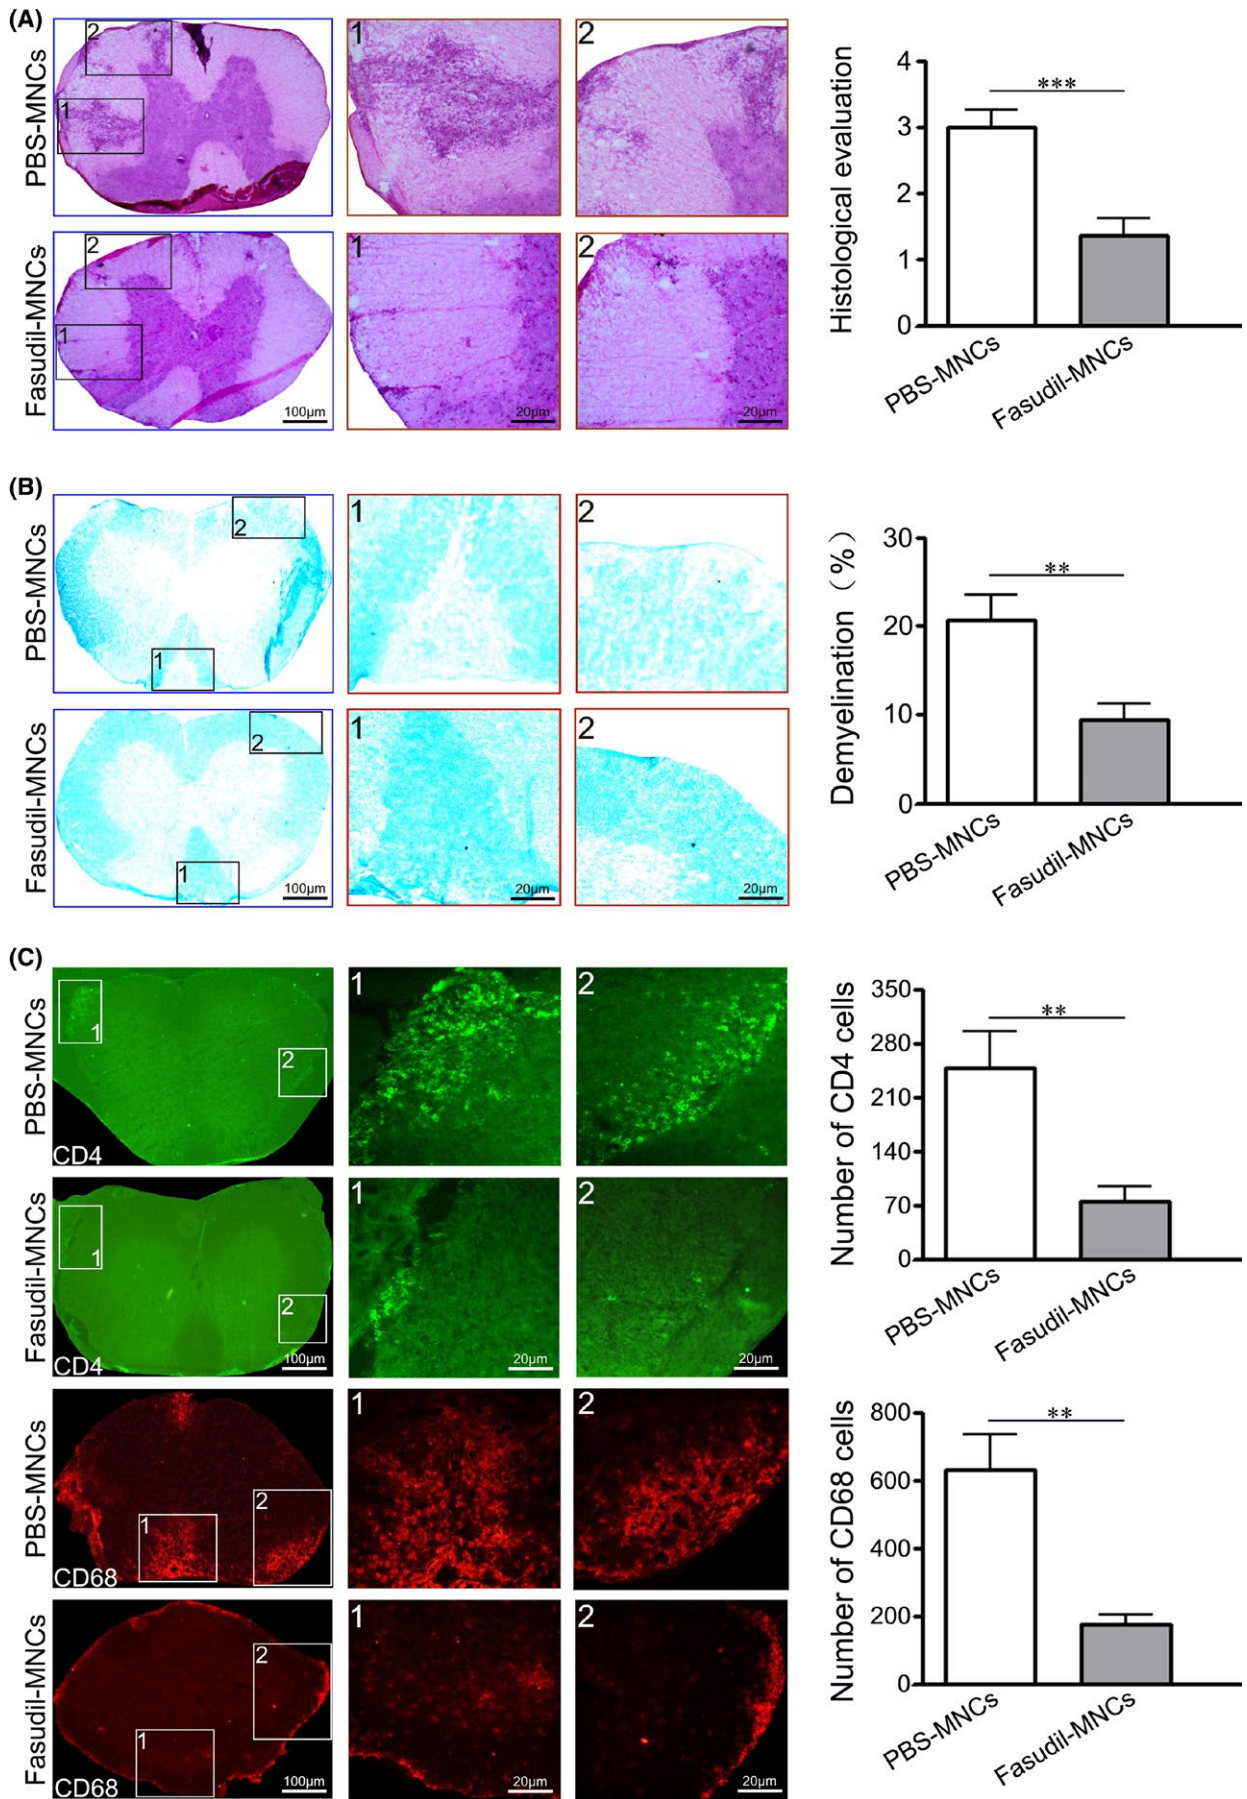 (A)
PBS-MNCs
2
1
1
2
Fasudil-MNCs
2
1
100µm
1
20µm
2
20µm
Histological evaluation
4
3
2
1
0
***
PBS-MNCs
Fasudil-MNCs
(B)
PBS-MNCs
2
1
1
2
Fasudil-MNCs
2
1
100µm
1
20µm
2
20µm
Demyelination (%)
30
20
10
0
**
PBS-MNCs
Fasudil-MNCs
(C)
PBS-MNCs
1
2
CD4
1
2
Fasudil-MNCs
1
2
CD4
100µm
1
20µm
2
20µm
Number of CD4 cells
350
280
210
140
70
0
**
PBS-MNCs
Fasudil-MNCs
PBS-MNCs
1
2
CD68
1
2
Fasudil-MNCs
2
1
CD68
100µm
1
20µm
2
20µm
Number of CD68 cells
800
600
400
200
0
**
PBS-MNCs
Fasudil-MNCs